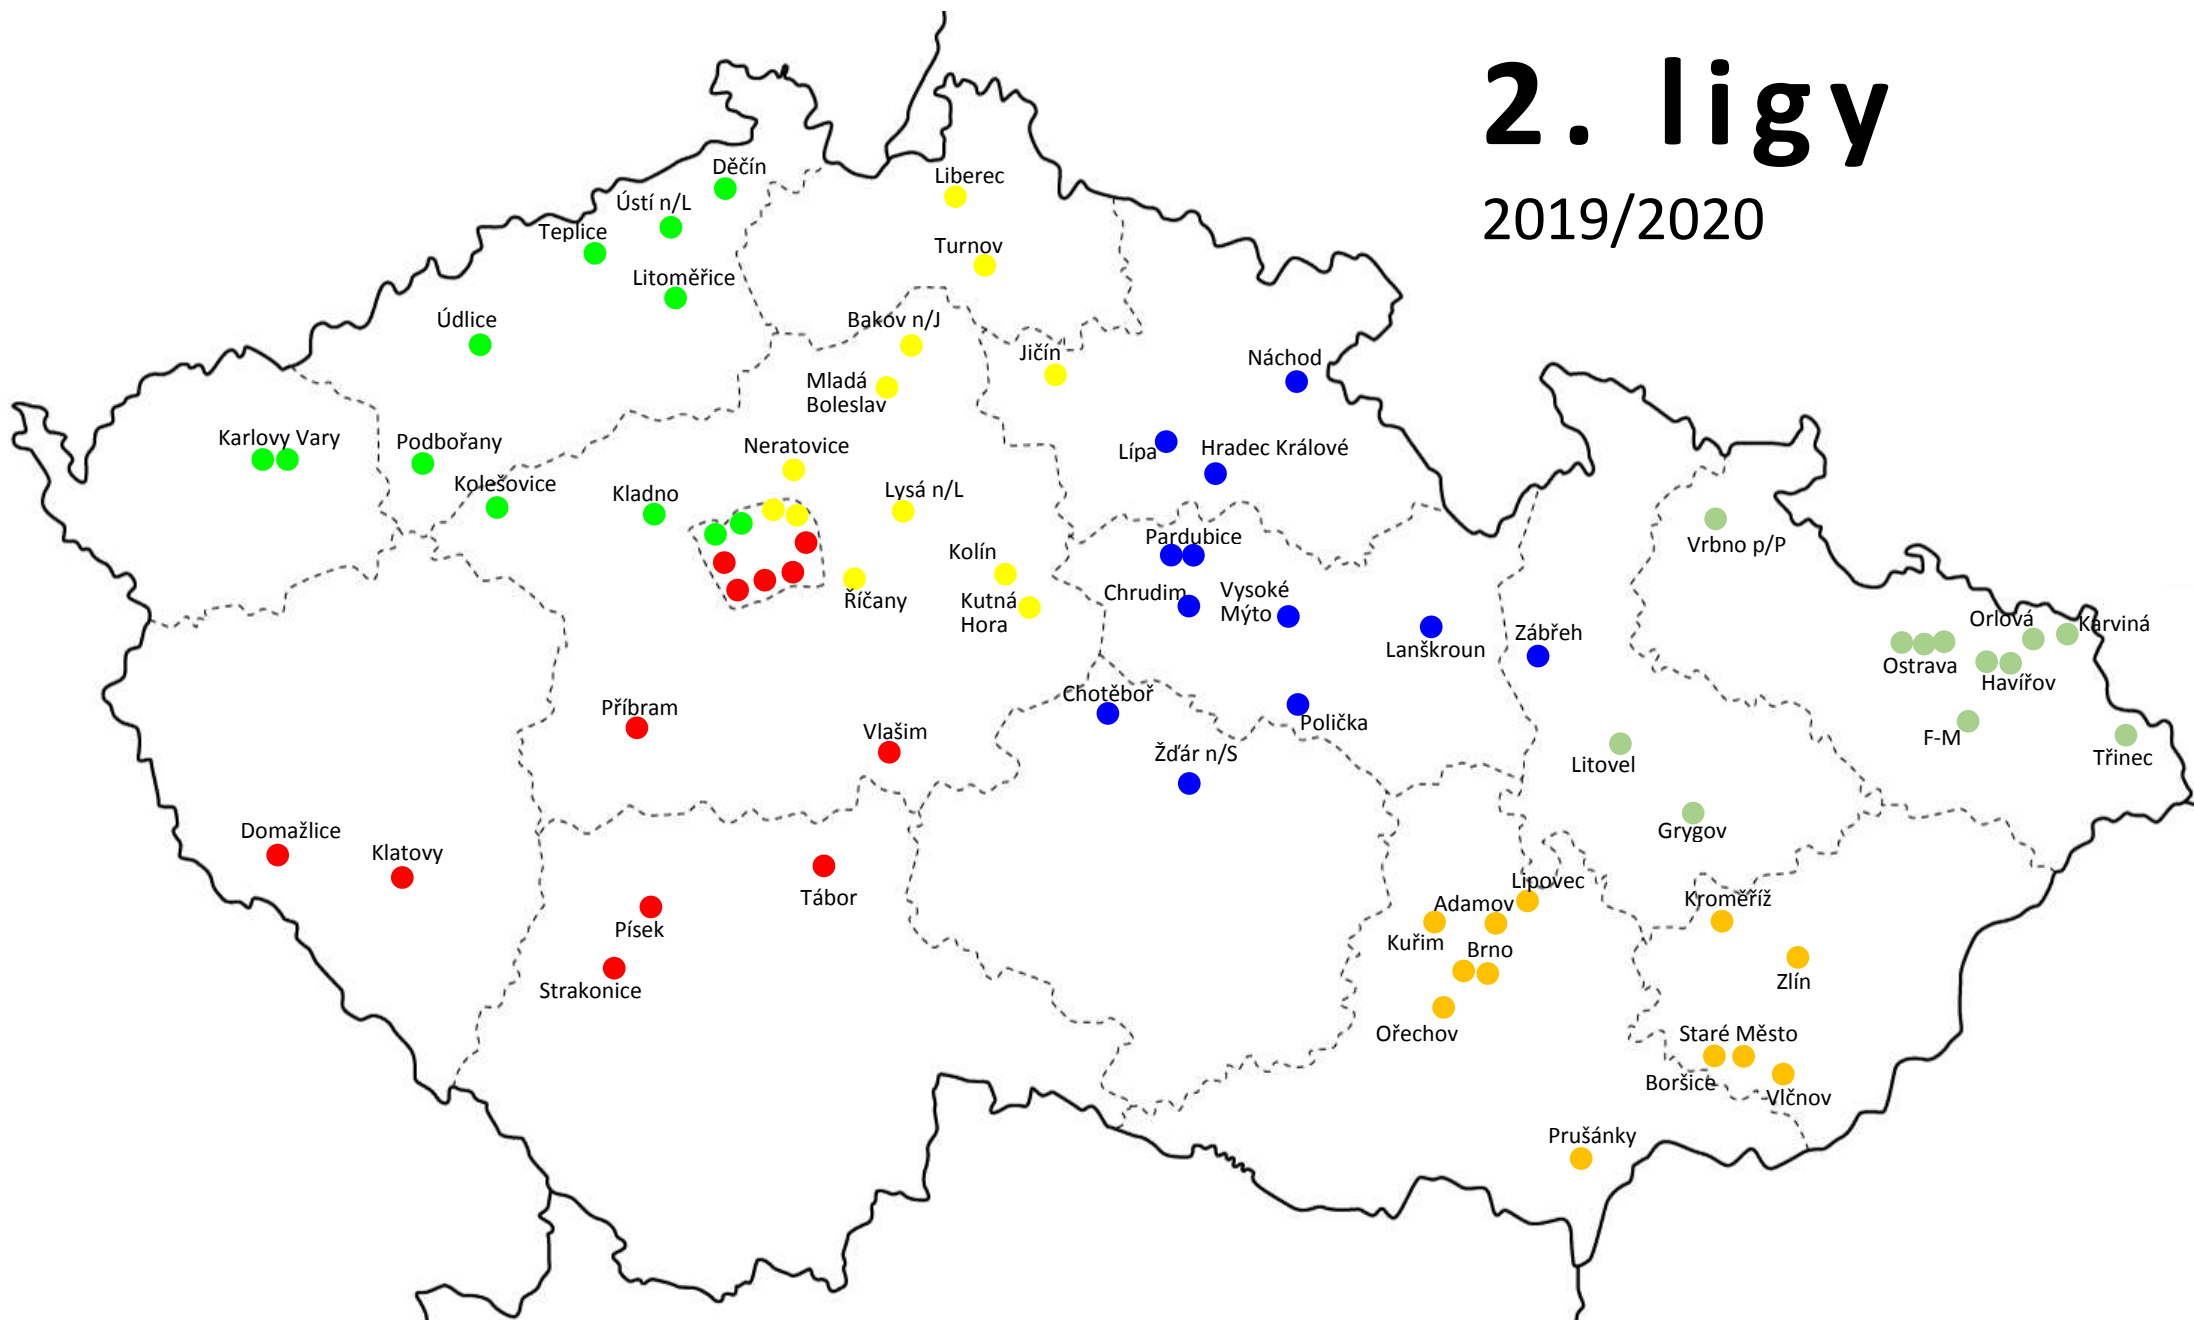 2. ligy
2019/2020
Děčín
Liberec
Ústí n/L
Teplice
Turnov
Litoměřice
Údlice
Bakov n/J
Jičín
Náchod
Mladá
Boleslav
Karlovy Vary
Podbořany
Neratovice
Lípa
Hradec Králové
Kolešovice
Kladno
Lysá n/L
Vrbno p/P
Pardubice
Kolín
Říčany
Kutná
Hora
Chrudim
Vysoké
Mýto
Lanškroun
Zábřeh
Orlová
Karviná
Ostrava
Havířov
Příbram
Vlašim
Chotěboř
Polička
F-M
Žďár n/S
Litovel
Třinec
Domažlice
Klatovy
Grygov
Tábor
Písek
Strakonice
Lipovec
Adamov
Kroměříž
Kuřim
Brno
Zlín
Ořechov
Staré Město
Boršice
Vlčnov
Prušánky